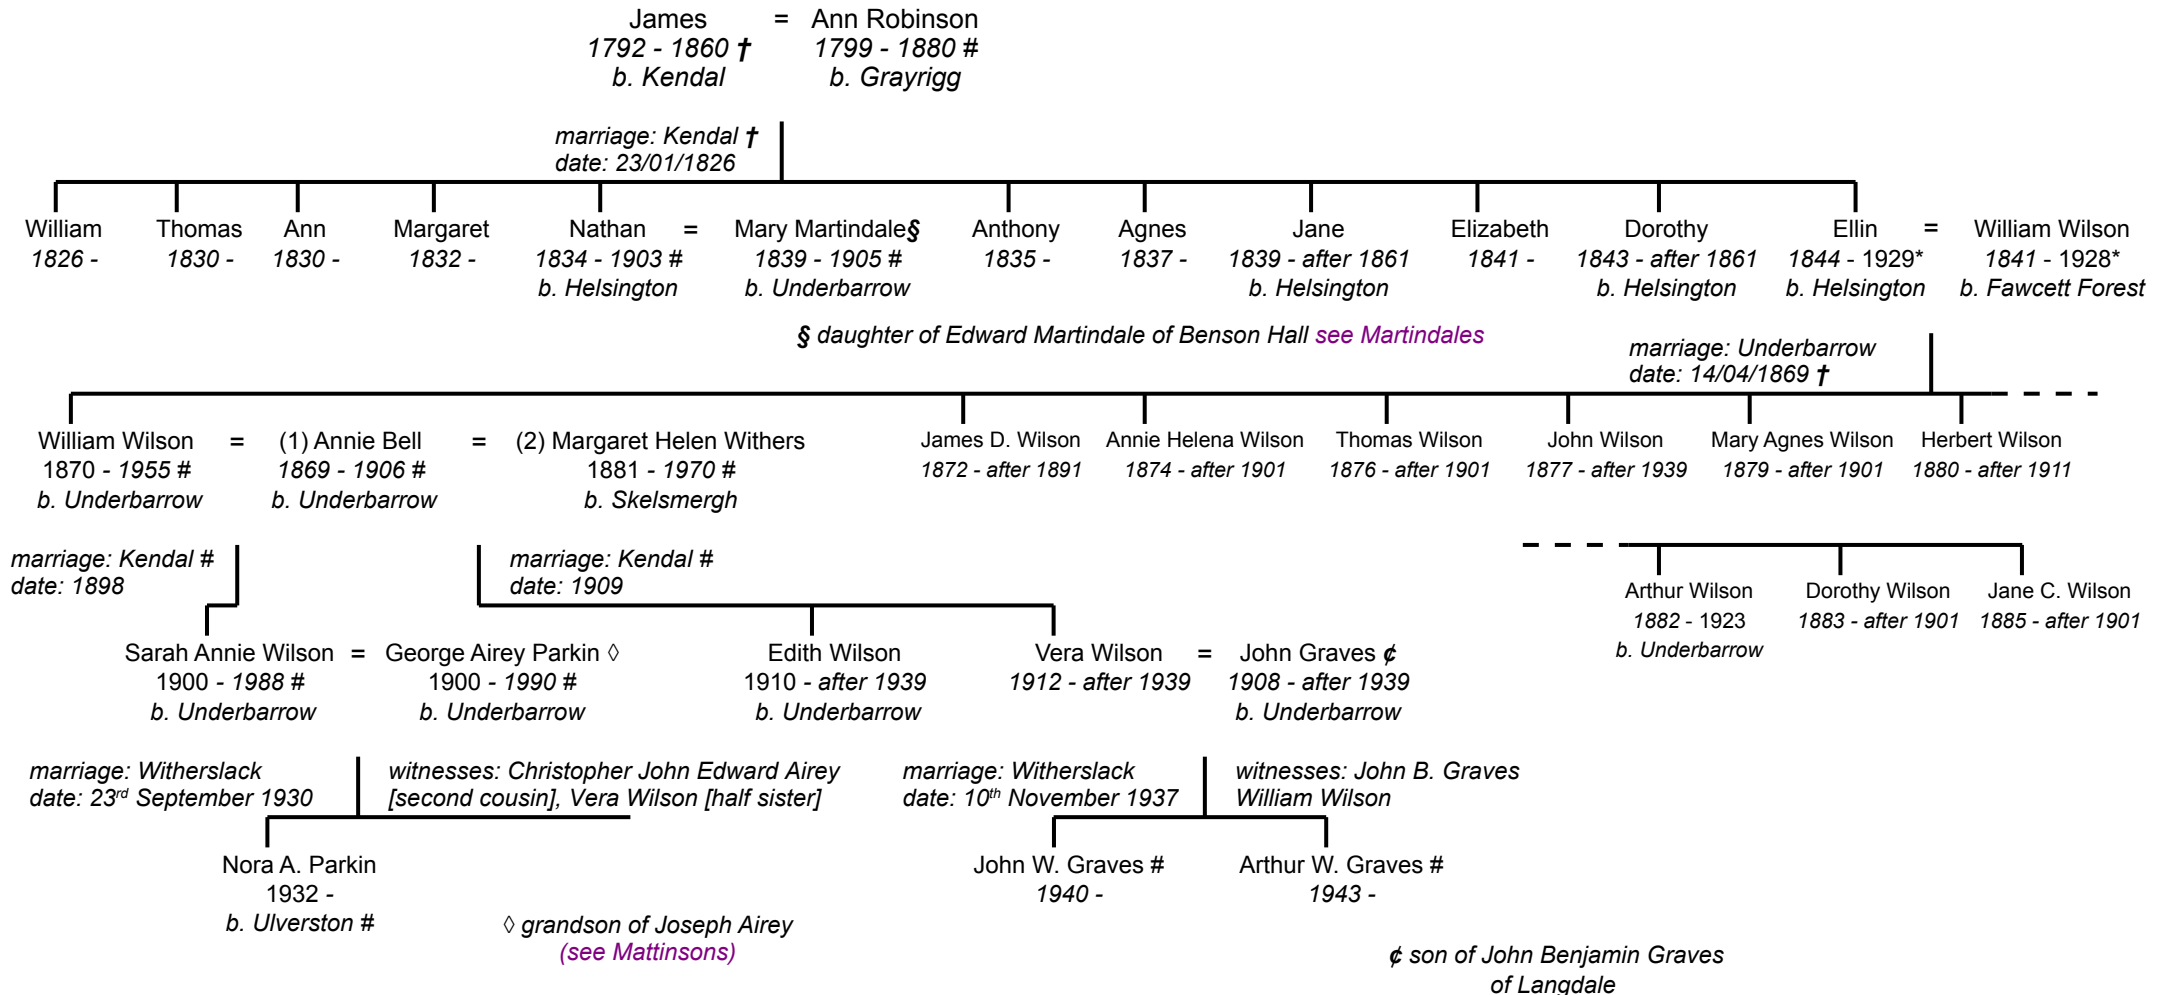 James = Ann Robinson
1792 - 1860 † 1799 - 1880 #
b. Kendal b. Grayrigg
marriage: Kendal †
date: 23/01/1826
William Thomas Ann Margaret Nathan = Mary Martindale§ Anthony Agnes Jane Elizabeth Dorothy Ellin = William Wilson
1826 - 1830 - 1830 - 1832 - 1834 - 1903 # 1839 - 1905 # 1835 - 1837 - 1839 - after 1861 1841 - 1843 - after 1861 1844 - 1929* 1841 - 1928*
b. Helsington b. Underbarrow b. Helsington b. Helsington b. Helsington b. Fawcett Forest
§ daughter of Edward Martindale of Benson Hall see Martindales
marriage: Underbarrow
date: 14/04/1869 †
William Wilson = (1) Annie Bell = (2) Margaret Helen Withers James D. Wilson Annie Helena Wilson Thomas Wilson John Wilson Mary Agnes Wilson Herbert Wilson
1870 - 1955 # 1869 - 1906 # 1881 - 1970 # 1872 - after 1891 1874 - after 1901 1876 - after 1901 1877 - after 1939 1879 - after 1901 1880 - after 1911
b. Underbarrow b. Underbarrow b. Skelsmergh
marriage: Kendal # marriage: Kendal #
date: 1898 date: 1909
Arthur Wilson Dorothy Wilson Jane C. Wilson
1882 - 1923 1883 - after 1901 1885 - after 1901
b. Underbarrow
Sarah Annie Wilson = George Airey Parkin ◊ Edith Wilson Vera Wilson = John Graves ¢
1900 - 1988 # 1900 - 1990 # 1910 - after 1939 1912 - after 1939 1908 - after 1939
b. Underbarrow b. Underbarrow b. Underbarrow b. Underbarrow
marriage: Witherslack witnesses: Christopher John Edward Airey marriage: Witherslack witnesses: John B. Graves
date: 23rd September 1930 [second cousin], Vera Wilson [half sister] date: 10th November 1937 William Wilson
Nora A. Parkin John W. Graves # Arthur W. Graves #
1932 - 1940 - 1943 -
b. Ulverston #
◊ grandson of Joseph Airey
(see Mattinsons)
¢ son of John Benjamin Graves
of Langdale